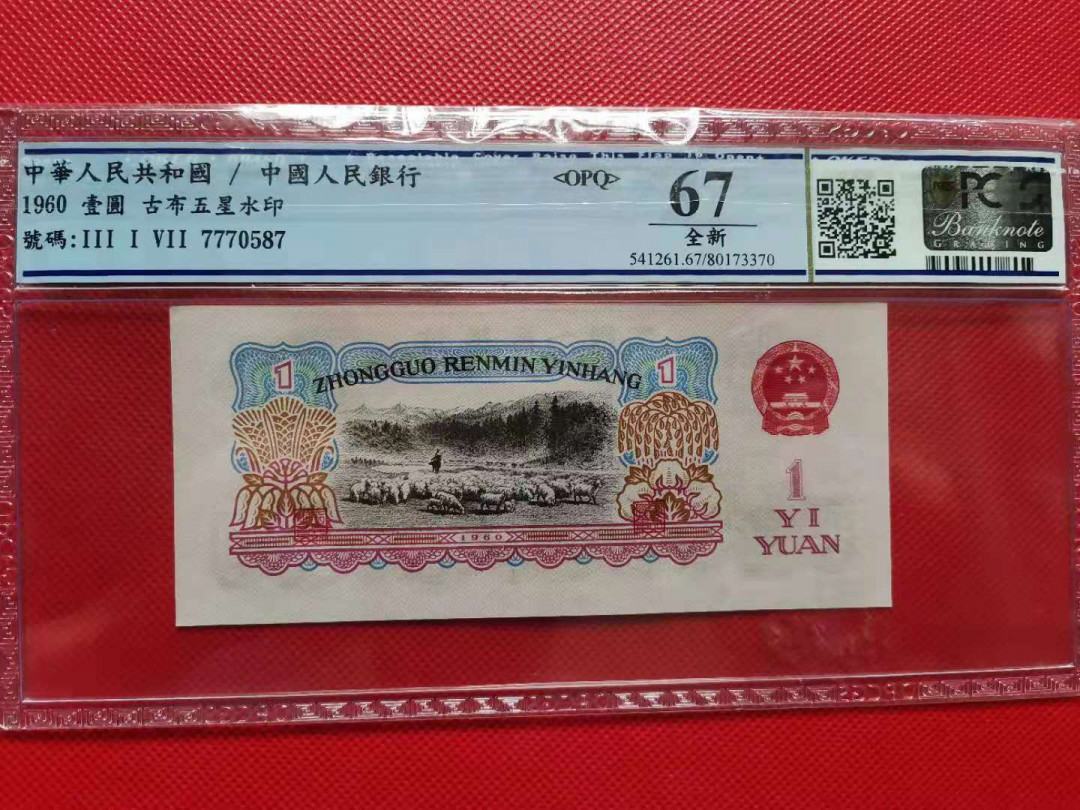 中華人民共和國 / 中國人民銀行
1960 壹圓 古布五星水印
號碼:III I VII 7770587
<OPQ>
67
全新
541261.67/80173370
PCG
Banknote
GRADING
1
ZHONGGUO RENMIN YINHANG
1
1960
1
YI
YUAN